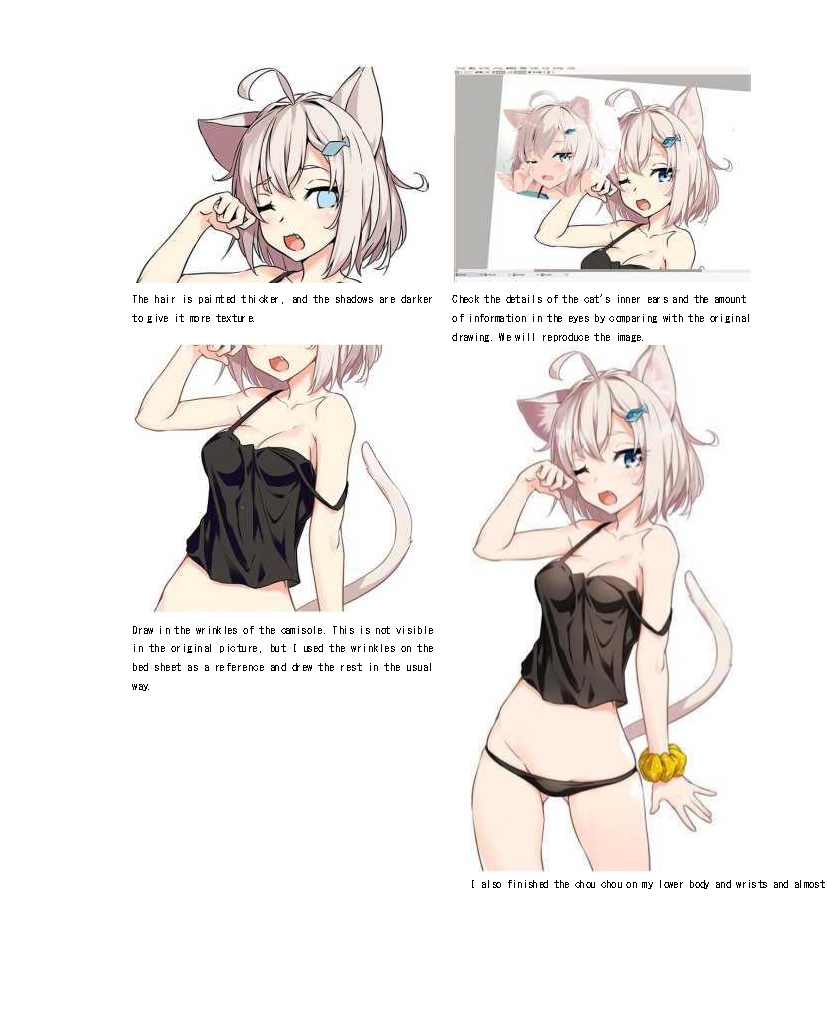 The hair is painted thicker, and the shadows are darker
to give it more texture.
Check the details of the cat's inner ears and the amount
of information in the eyes by comparing with the original
drawing. We will reproduce the image.
Draw in the wrinkles of the camisole. This is not visible
in the original picture, but I used the wrinkles on the
bed sheet as a reference and drew the rest in the usual
way.
I also finished the chou chou on my lower body and wrists and almost